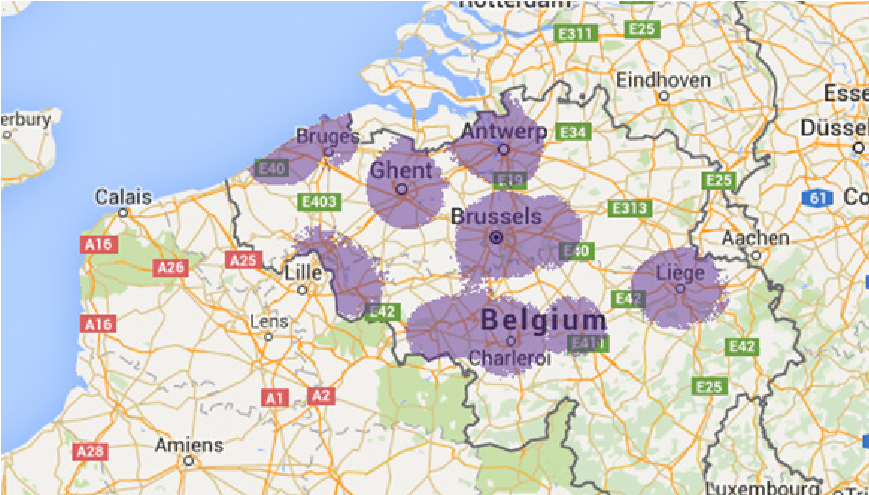 Rotterdam
E311
E25
Eindhoven
Esse
erbury
Bruges
Antwerp
E34
Düssel
E40
Ghent
E19
E25
Calais
E403
E313
61
Co
Brussels
A16
A25
E40
Aachen
A26
Lille
Liège
E42
E42
A16
Lens
Belgium
E411
E42
Charleroi
E25
A1
A2
Amiens
A28
Luxembourg
Tri